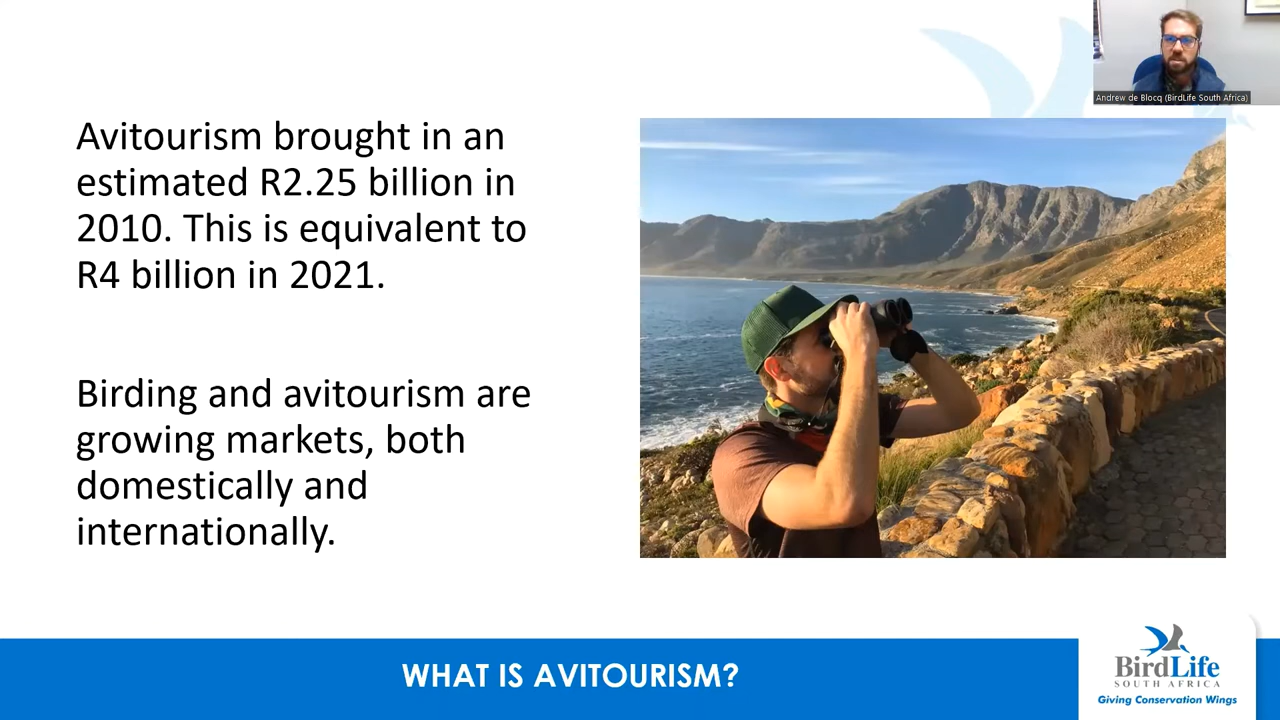 Andrew de Blocq (BirdLife South Africa)
Avitourism brought in an
estimated R2.25 billion in
2010. This is equivalent to
R4 billion in 2021.
Birding and avitourism are
growing markets, both
domestically and
internationally.
WHAT IS AVITOURISM?
BirdLife
SOUTH AFRICA
Giving Conservation Wings